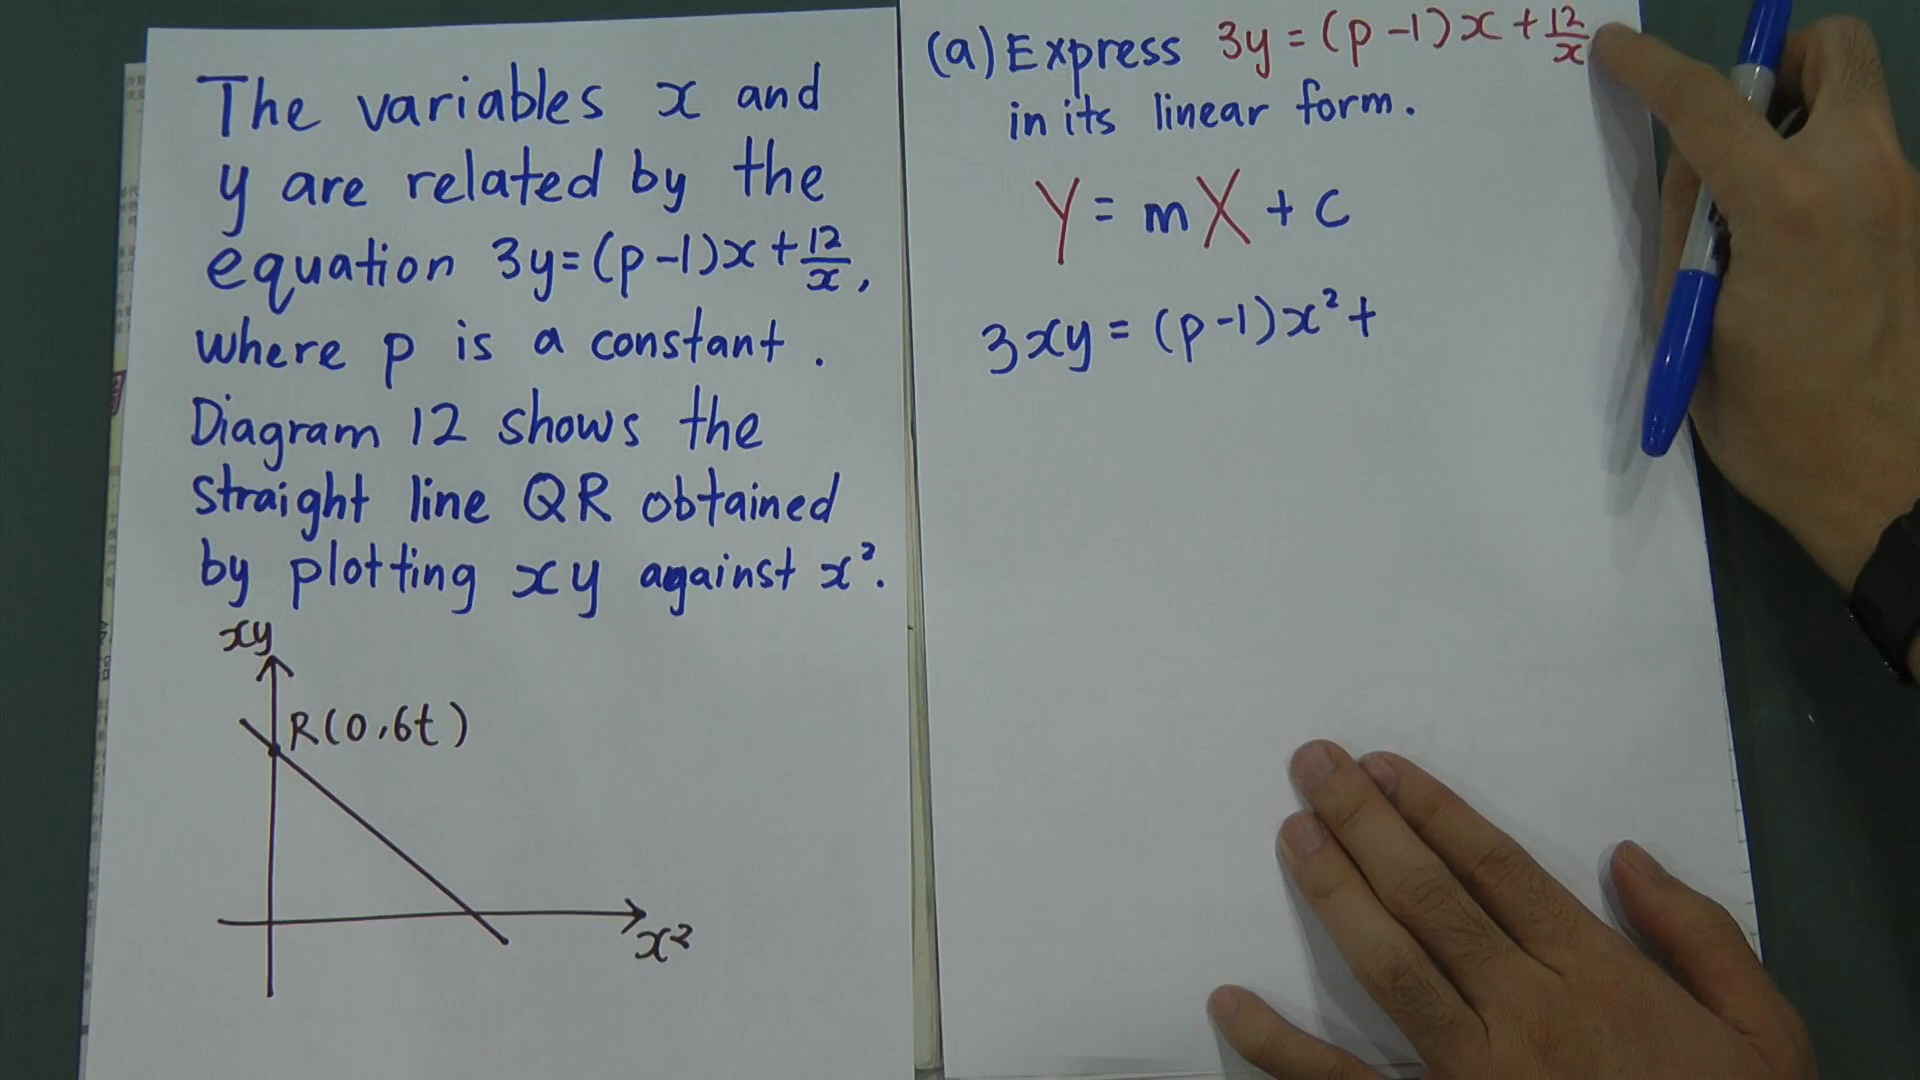 The variables x and
y are related by the
equation 3y=(p-1)x+12/x,
where p is a constant.
Diagram 12 shows the
straight line QR obtained
by plotting xy against x².
xy
R(0,6t)
x²
(a) Express 3y=(p-1)x+12/x
in its linear form.
Y = mX + c
3xy = (p-1)x²+